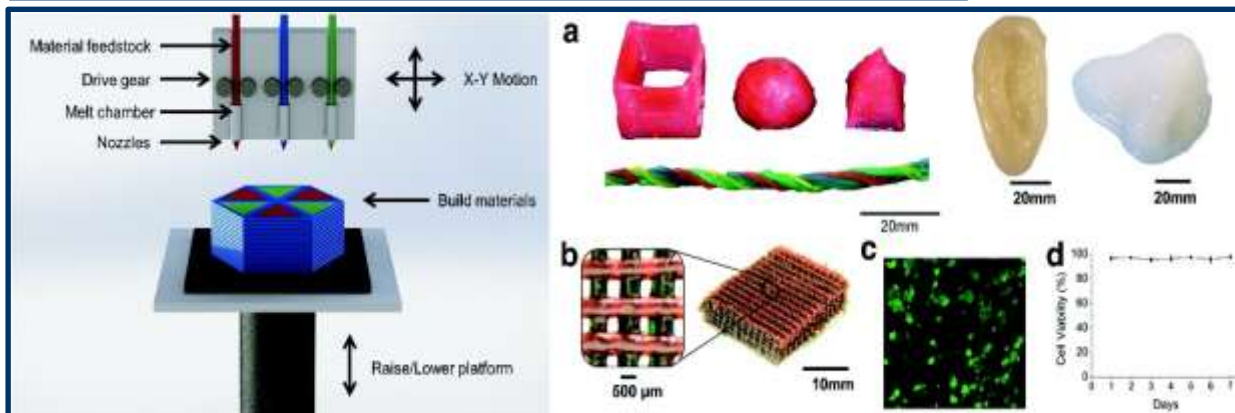 Material feedstock
Drive gear
Melt chamber
Nozzles
X-Y Motion
Build materials
Raise/Lower platform
a
20mm
20mm
20mm
b
500 µm
10mm
c
d
Cell Viability (%)
100
80
60
40
20
0
0 1 2 3 4 5 6 7
Days